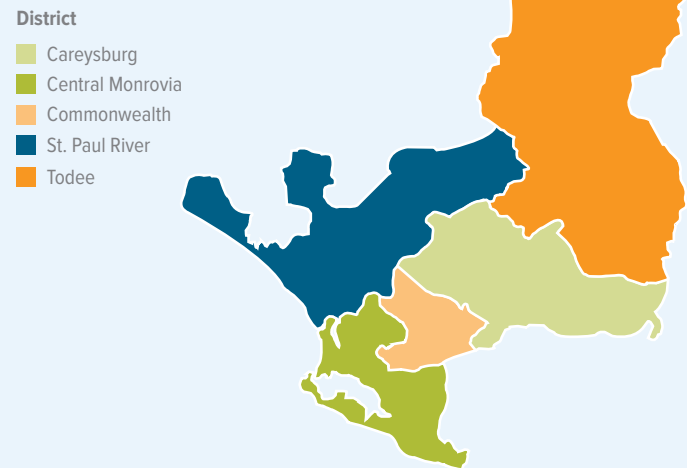 District
Careysburg
Central Monrovia
Commonwealth
St. Paul River
Todee